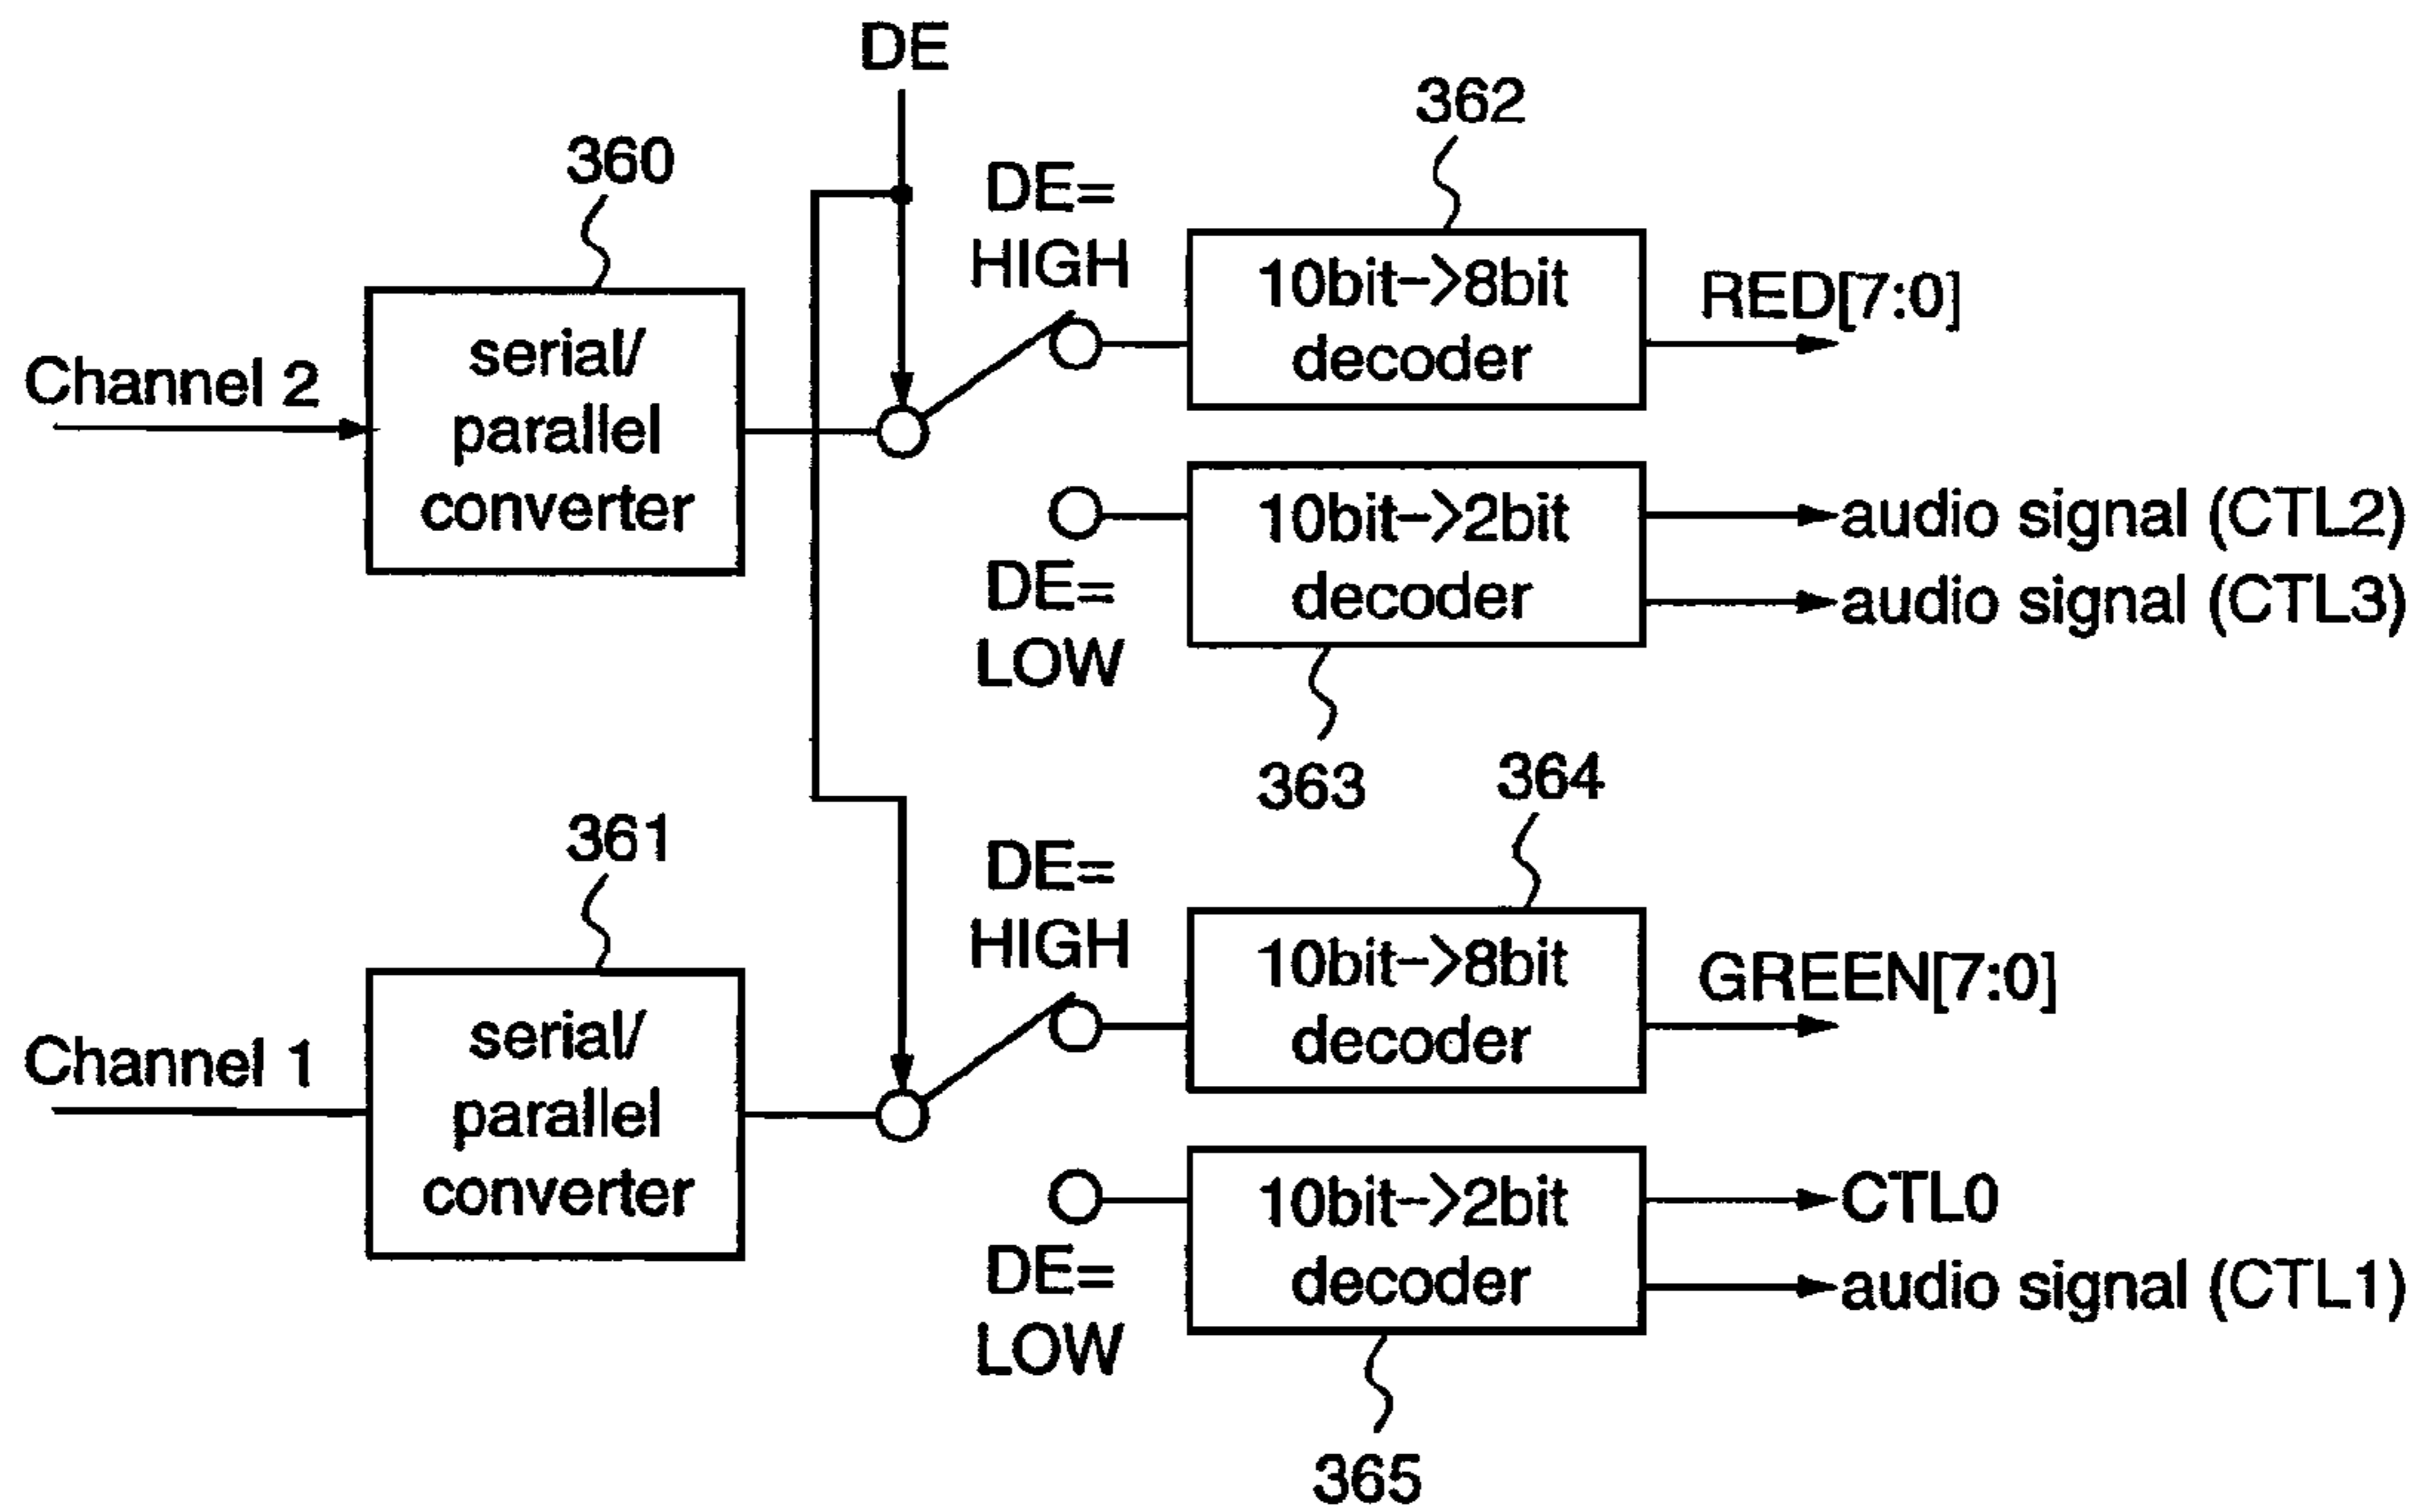 DE
362
360
DE=
HIGH
10bit->8bit
decoder
RED[7:0]
Channel 2
serial/
parallel
converter
10bit->2bit
decoder
audio signal (CTL2)
audio signal (CTL3)
DE=
LOW
363
364
361
DE=
HIGH
10bit->8bit
decoder
GREEN[7:0]
Channel 1
serial/
parallel
converter
10bit->2bit
decoder
CTL0
audio signal (CTL1)
DE=
LOW
365